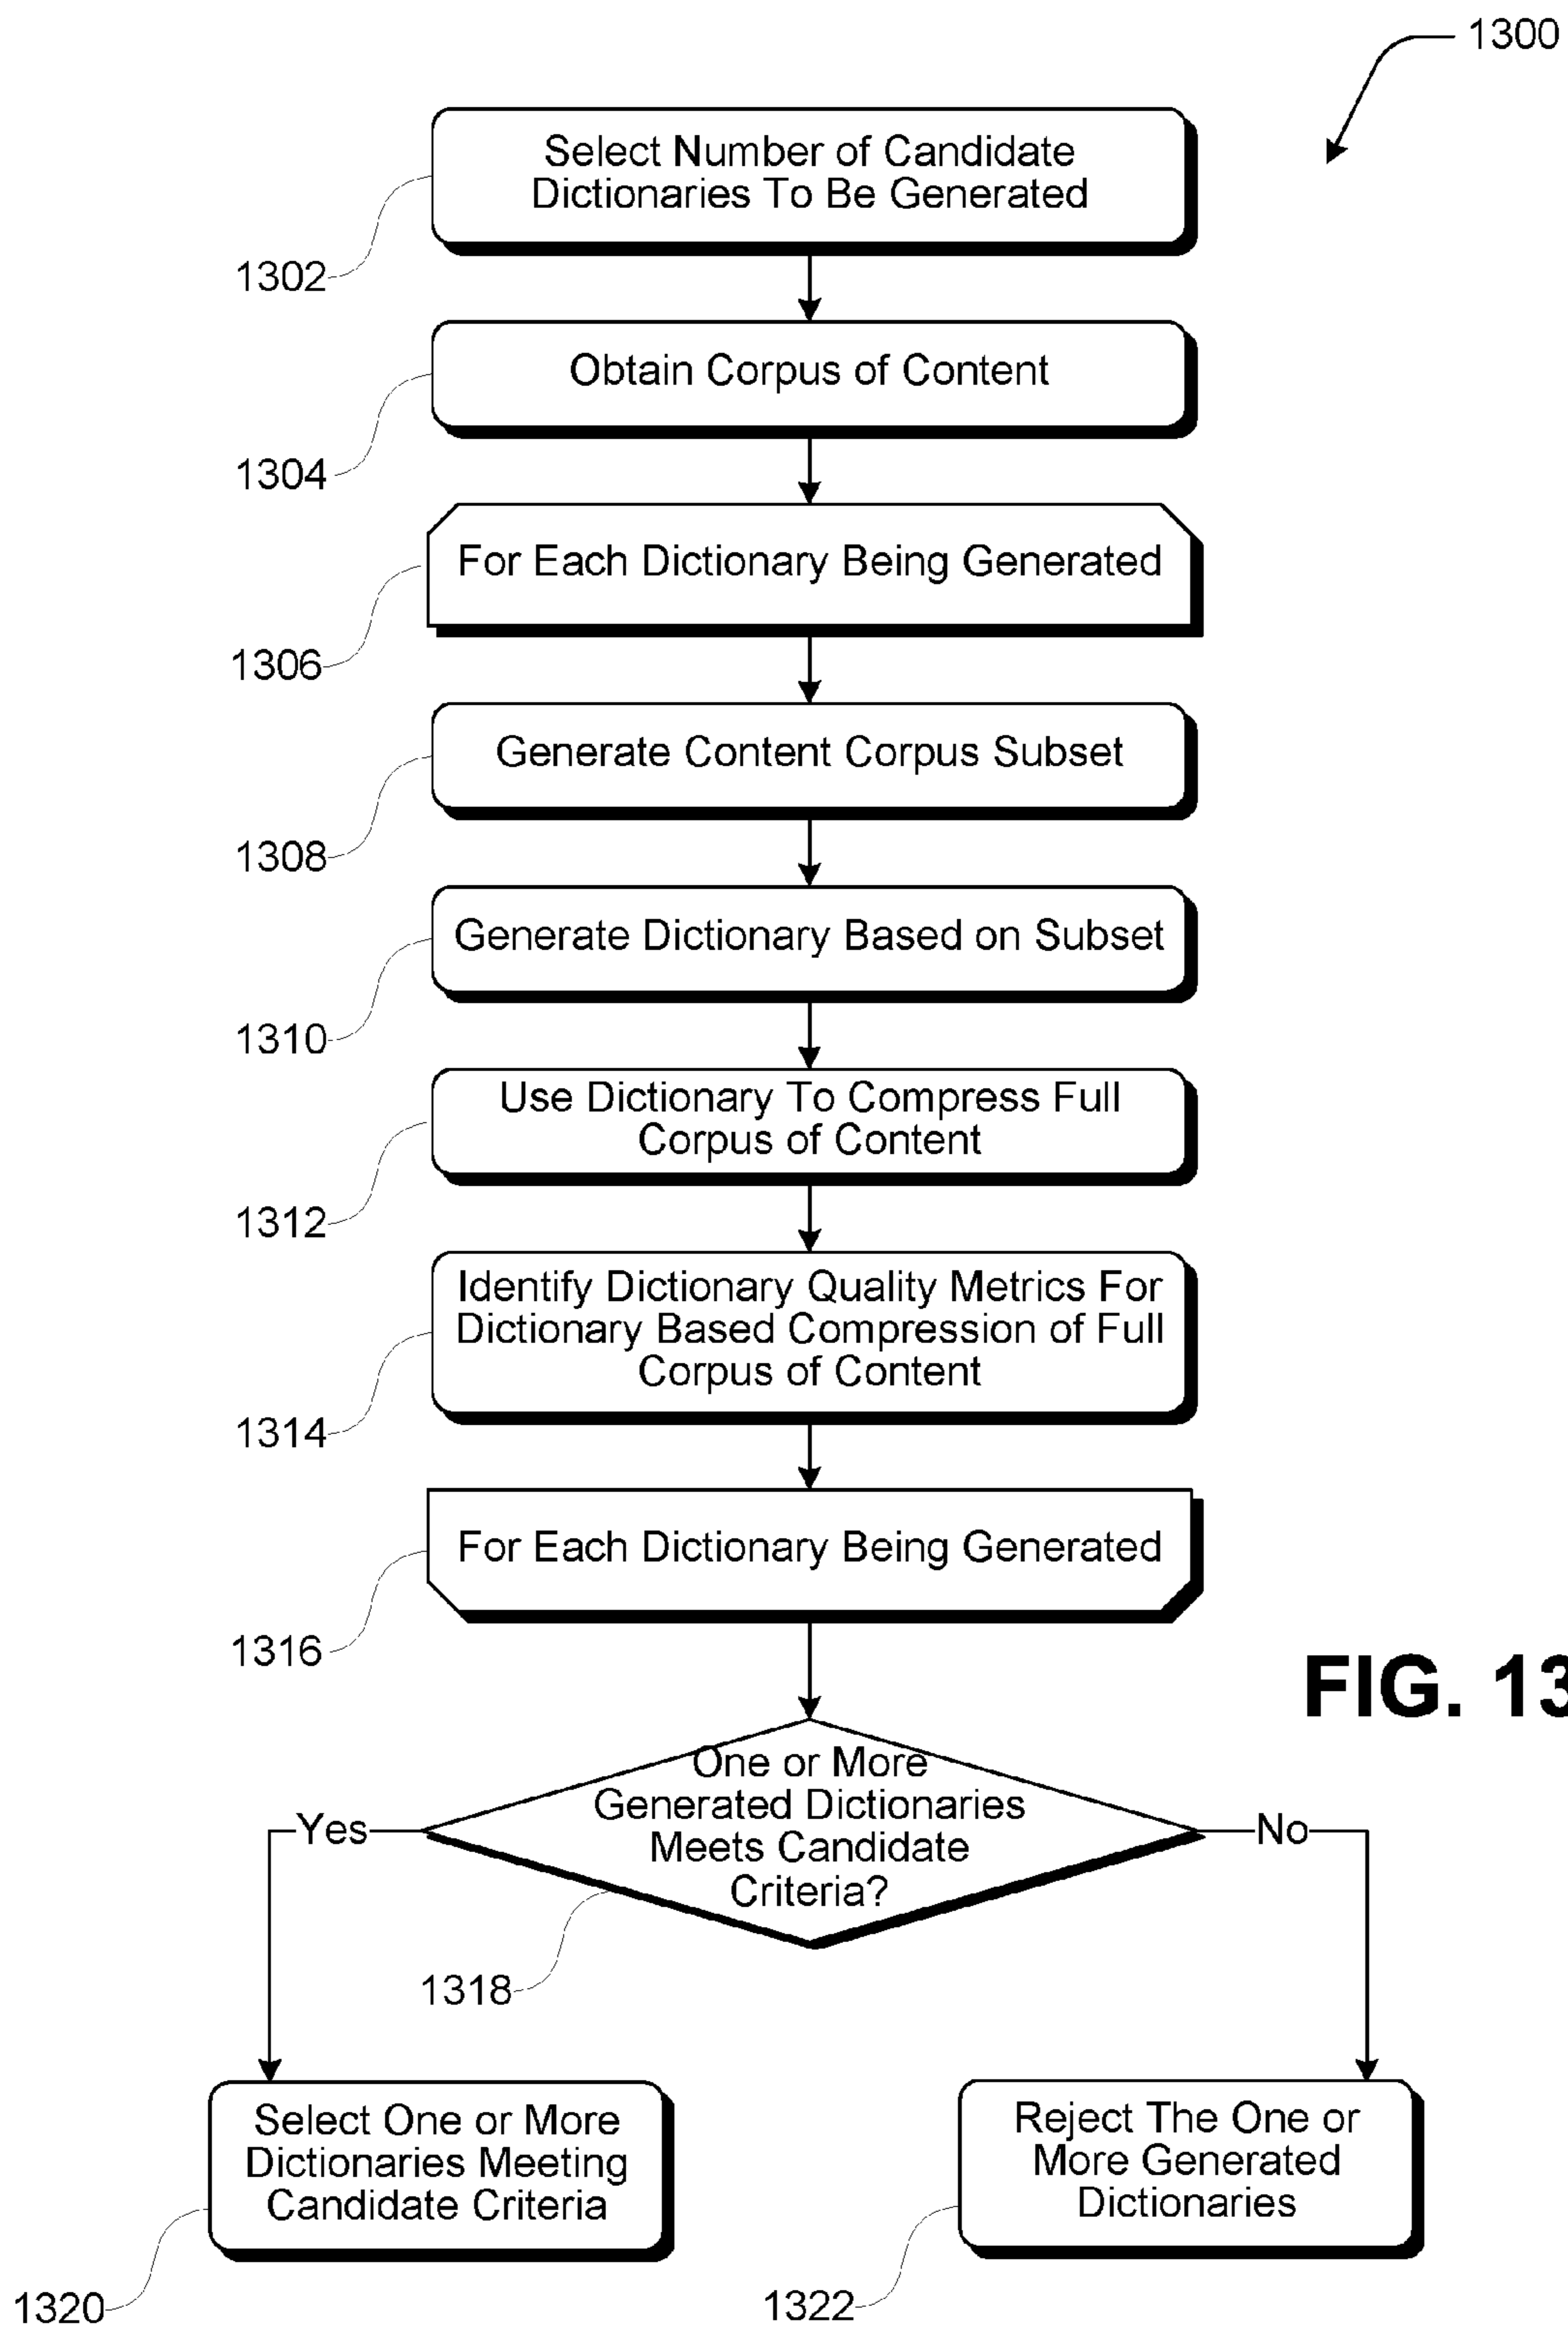 1300
Select Number of Candidate
Dictionaries To Be Generated
1302
Obtain Corpus of Content
1304
For Each Dictionary Being Generated
1306
Generate Content Corpus Subset
1308
Generate Dictionary Based on Subset
1310
Use Dictionary To Compress Full
Corpus of Content
1312
Identify Dictionary Quality Metrics For
Dictionary Based Compression of Full
Corpus of Content
1314
For Each Dictionary Being Generated
1316
FIG. 13
One or More
Generated Dictionaries
Meets Candidate
Criteria?
Yes
No
1318
Select One or More
Dictionaries Meeting
Candidate Criteria
1320
Reject The One or
More Generated
Dictionaries
1322